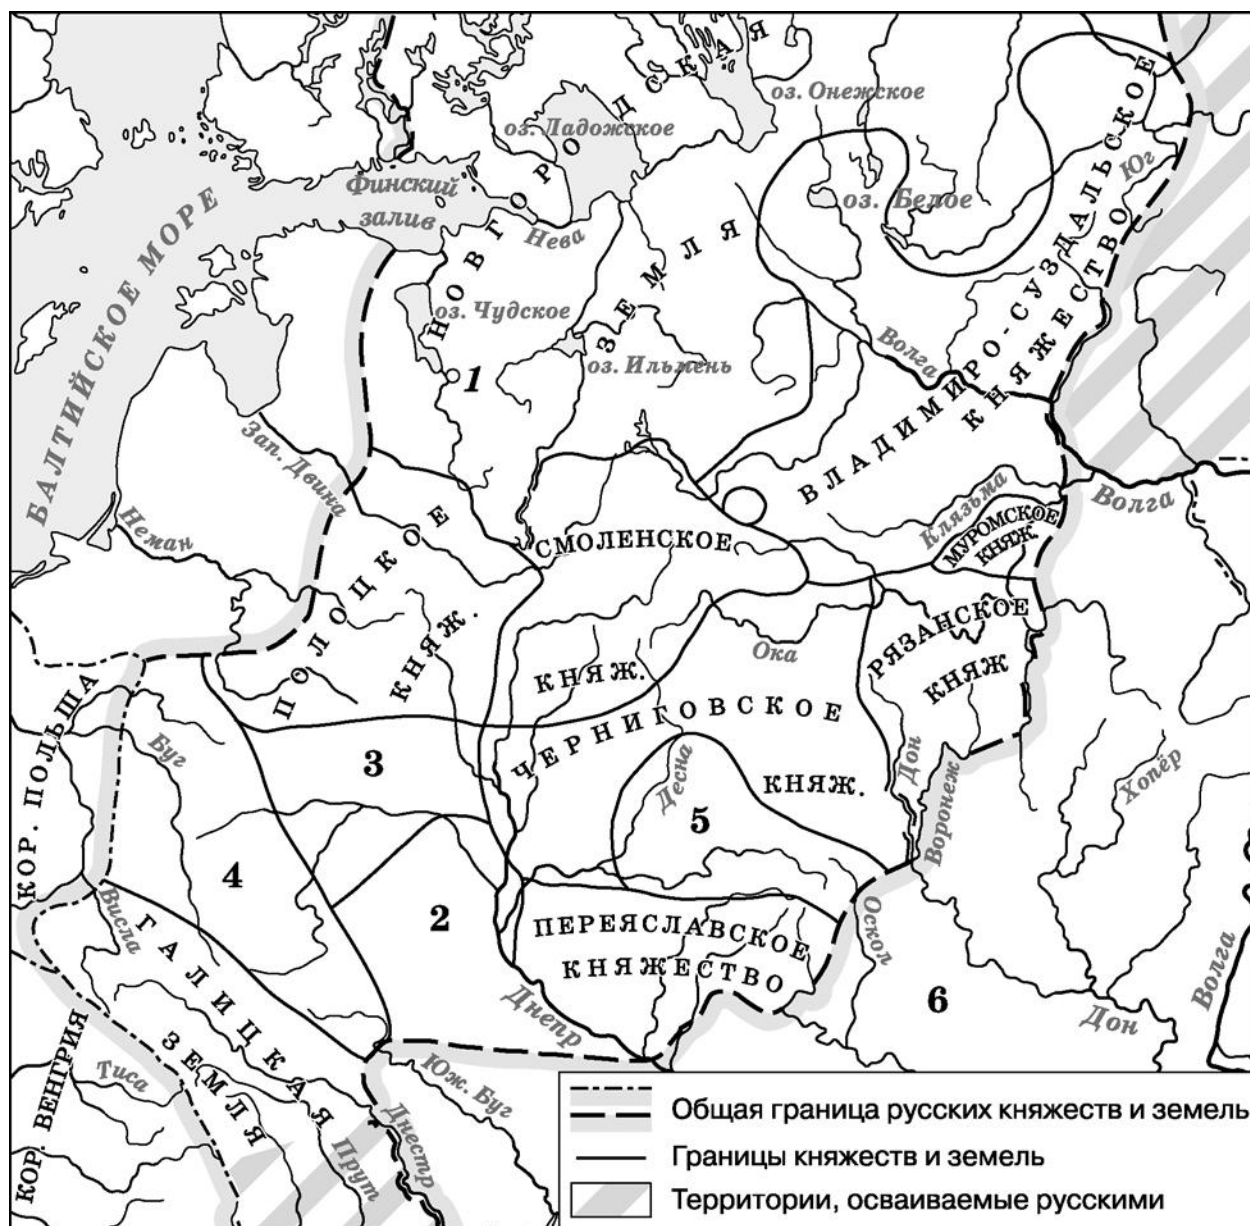 НОВГОРОДСКАЯ
ЗЕМЛЯ
оз. Онежское
оз. Ладожское
Финский
залив
Нева
оз. Белое
Юг
БАЛТИЙСКОЕ МОРЕ
оз. Чудское
оз. Ильмень
1
Волга
ВЛАДИМИРО-СУЗДАЛЬСКОЕ
КНЯЖЕСТВО
Зап. Двина
Неман
Волга
Клязьма
МУРОМСКОЕ
КНЯЖ
СМОЛЕНСКОЕ
КНЯЖ.
ПОЛОЦКОЕ
КНЯЖ.
РЯЗАНСКОЕ
КНЯЖ
Ока
ЧЕРНИГОВСКОЕ
КНЯЖ.
КОР. ПОЛЬША
Буг
3
Десна
5
Дон
Воронеж
Хопёр
4
2
Висла
ГАЛИЦКАЯ
ЗЕМЛЯ
ПЕРЕЯСЛАВСКОЕ
КНЯЖЕСТВО
Оскол
6
Волга
Дон
Днепр
КОР. ВЕНГРИЯ
Тиса
Прут
Днестр
Юж. Буг
Общая граница русских княжеств и земель
Границы княжеств и земель
Территории, осваиваемые русскими